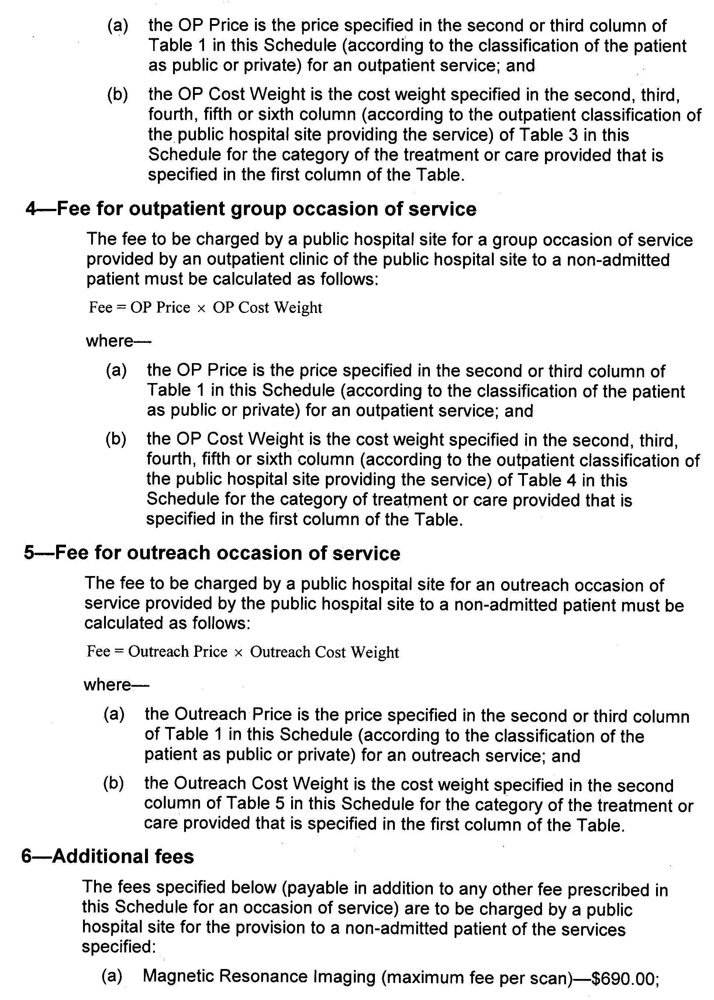 (a) the OP Price is the price specified in the second or third column of
Table 1 in this Schedule (according to the classification of the patient
as public or private) for an outpatient service; and
(b) the OP Cost Weight is the cost weight specified in the second, third,
fourth, fifth or sixth column (according to the outpatient classification of
the public hospital site providing the service) of Table 3 in this
Schedule for the category of the treatment or care provided that is
specified in the first column of the Table.
4—Fee for outpatient group occasion of service
The fee to be charged by a public hospital site for a group occasion of service
provided by an outpatient clinic of the public hospital site to a non-admitted
patient must be calculated as follows:
Fee = OP Price × OP Cost Weight
where—
(a) the OP Price is the price specified in the second or third column of
Table 1 in this Schedule (according to the classification of the patient
as public or private) for an outpatient service; and
(b) the OP Cost Weight is the cost weight specified in the second, third,
fourth, fifth or sixth column (according to the outpatient classification of
the public hospital site providing the service) of Table 4 in this
Schedule for the category of treatment or care provided that is
specified in the first column of the Table.
5—Fee for outreach occasion of service
The fee to be charged by a public hospital site for an outreach occasion of
service provided by the public hospital site to a non-admitted patient must be
calculated as follows:
Fee = Outreach Price × Outreach Cost Weight
where—
(a) the Outreach Price is the price specified in the second or third column
of Table 1 in this Schedule (according to the classification of the
patient as public or private) for an outreach service; and
(b) the Outreach Cost Weight is the cost weight specified in the second
column of Table 5 in this Schedule for the category of the treatment or
care provided that is specified in the first column of the Table.
6—Additional fees
The fees specified below (payable in addition to any other fee prescribed in
this Schedule for an occasion of service) are to be charged by a public
hospital site for the provision to a non-admitted patient of the services
specified:
(a) Magnetic Resonance Imaging (maximum fee per scan)—$690.00;